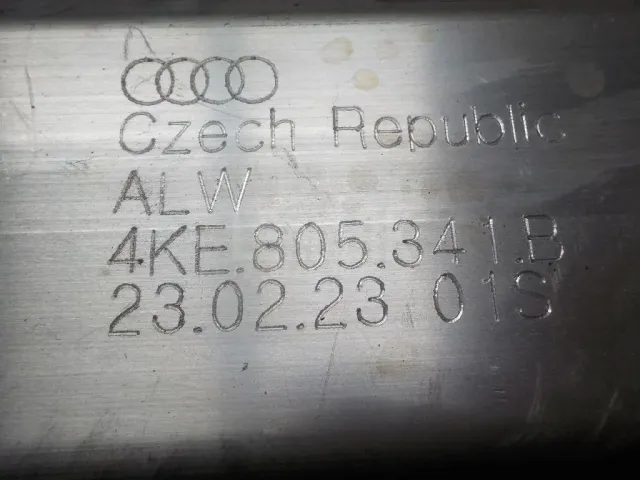 Czech Republic
ALW
4KE.805.341.B
23.02.23 01S